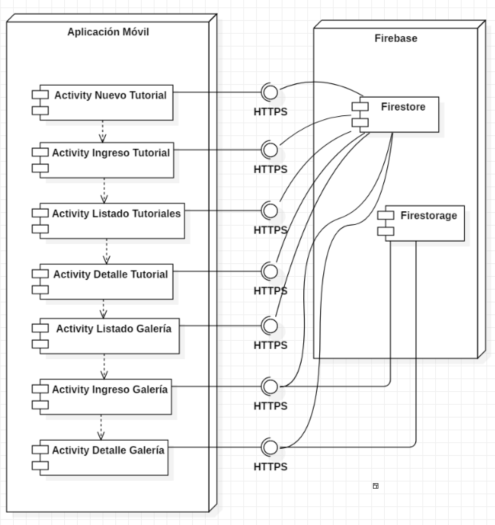 Aplicación Móvil
Firebase
Activity Nuevo Tutorial
HTTPS
Firestore
Activity Ingreso Tutorial
HTTPS
Activity Listado Tutoriales
HTTPS
Firestorage
Activity Detalle Tutorial
HTTPS
Activity Listado Galería
HTTPS
Activity Ingreso Galería
HTTPS
Activity Detalle Galería
HTTPS